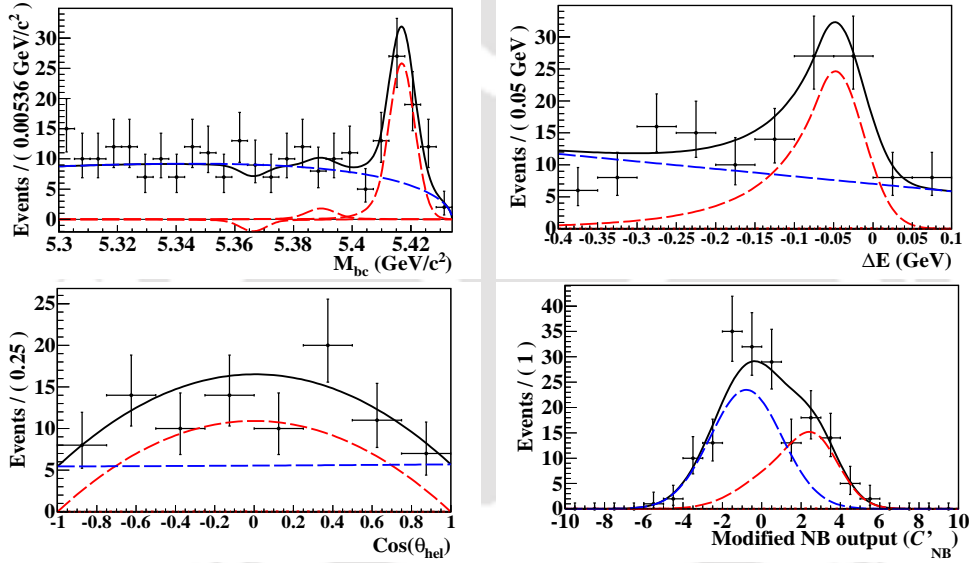 Events / ( 0.00536 GeV/c²)
30
25
20
15
10
5
0
5.3 5.32 5.34 5.36 5.38 5.4 5.42
M_bc (GeV/c²)
Events / ( 0.05 GeV)
30
25
20
15
10
5
0
-0.4 -0.35 -0.3 -0.25 -0.2 -0.15 -0.1 -0.05 0 0.05 0.1
ΔE (GeV)
Events / ( 0.25 )
25
20
15
10
5
0
-1 -0.8 -0.6 -0.4 -0.2 0 0.2 0.4 0.6 0.8 1
Cos(θ_hel)
Events / ( 1 )
40
35
30
25
20
15
10
5
0
-10 -8 -6 -4 -2 0 2 4 6 8 10
Modified NB output (C'_NB)